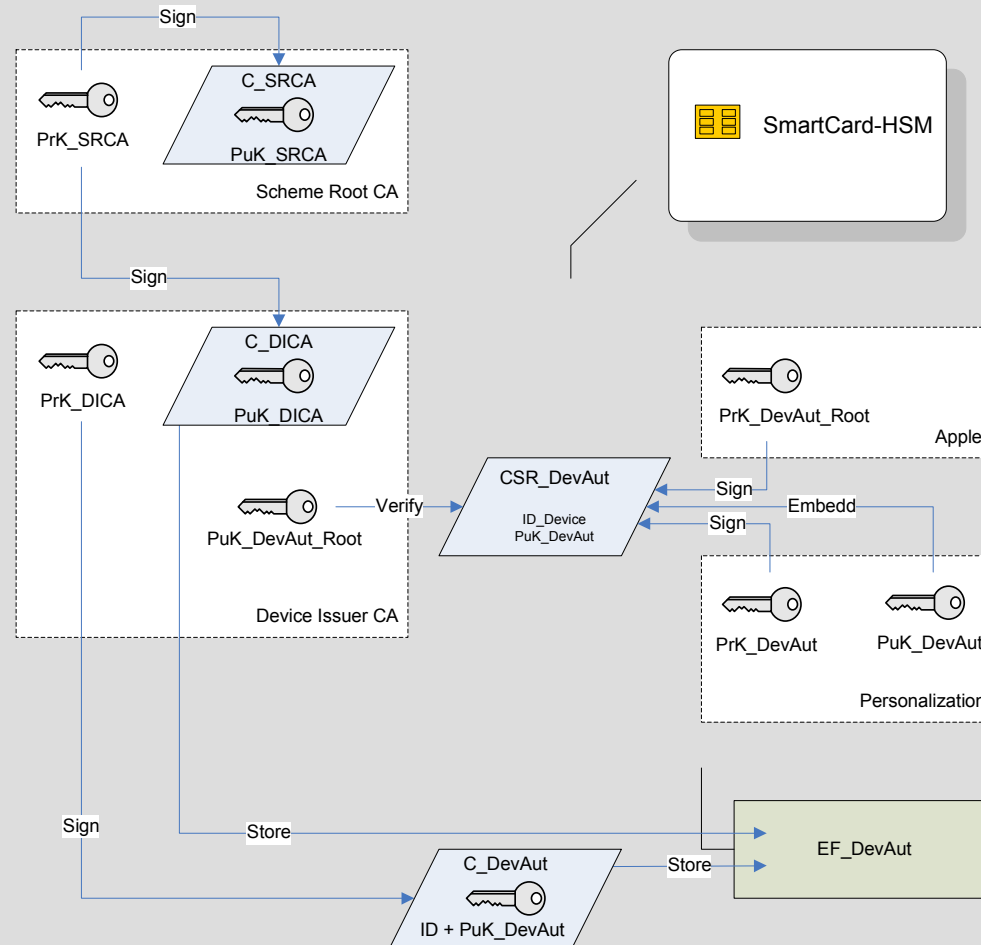 Sign
C_SRCA
PrK_SRCA
PuK_SRCA
Scheme Root CA
SmartCard-HSM
Sign
C_DICA
PrK_DICA
PuK_DICA
PrK_DevAut_Root
Apple
CSR_DevAut
ID_Device
PuK_DevAut
Sign
Verify
Embedd
Sign
PuK_DevAut_Root
Device Issuer CA
PrK_DevAut
PuK_DevAut
Personalization
Sign
Store
EF_DevAut
C_DevAut
Store
ID + PuK_DevAut